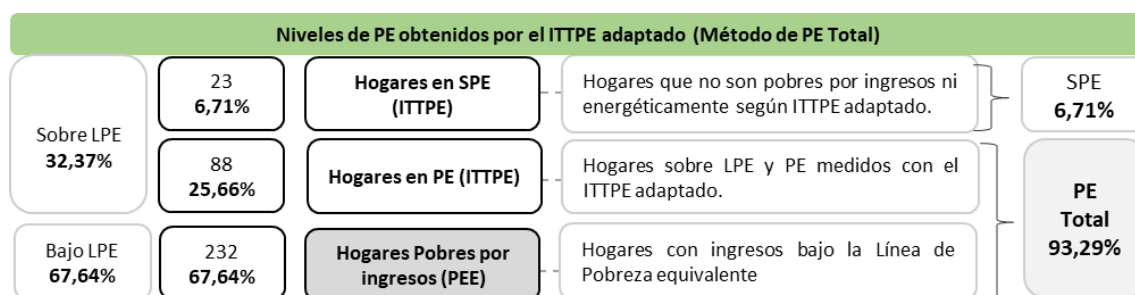 Niveles de PE obtenidos por el ITTPE adaptado (Método de PE Total)
Sobre LPE
32,37%
23
6,71%
Hogares en SPE
(ITTPE)
Hogares que no son pobres por ingresos ni
energéticamente según ITTPE adaptado.
SPE
6,71%
88
25,66%
Hogares en PE (ITTPE)
Hogares sobre LPE y PE medidos con el
ITTPE adaptado.
PE
Total
93,29%
Bajo LPE
67,64%
232
67,64%
Hogares Pobres por
ingresos (PEE)
Hogares con ingresos bajo la Línea de
Pobreza equivalente